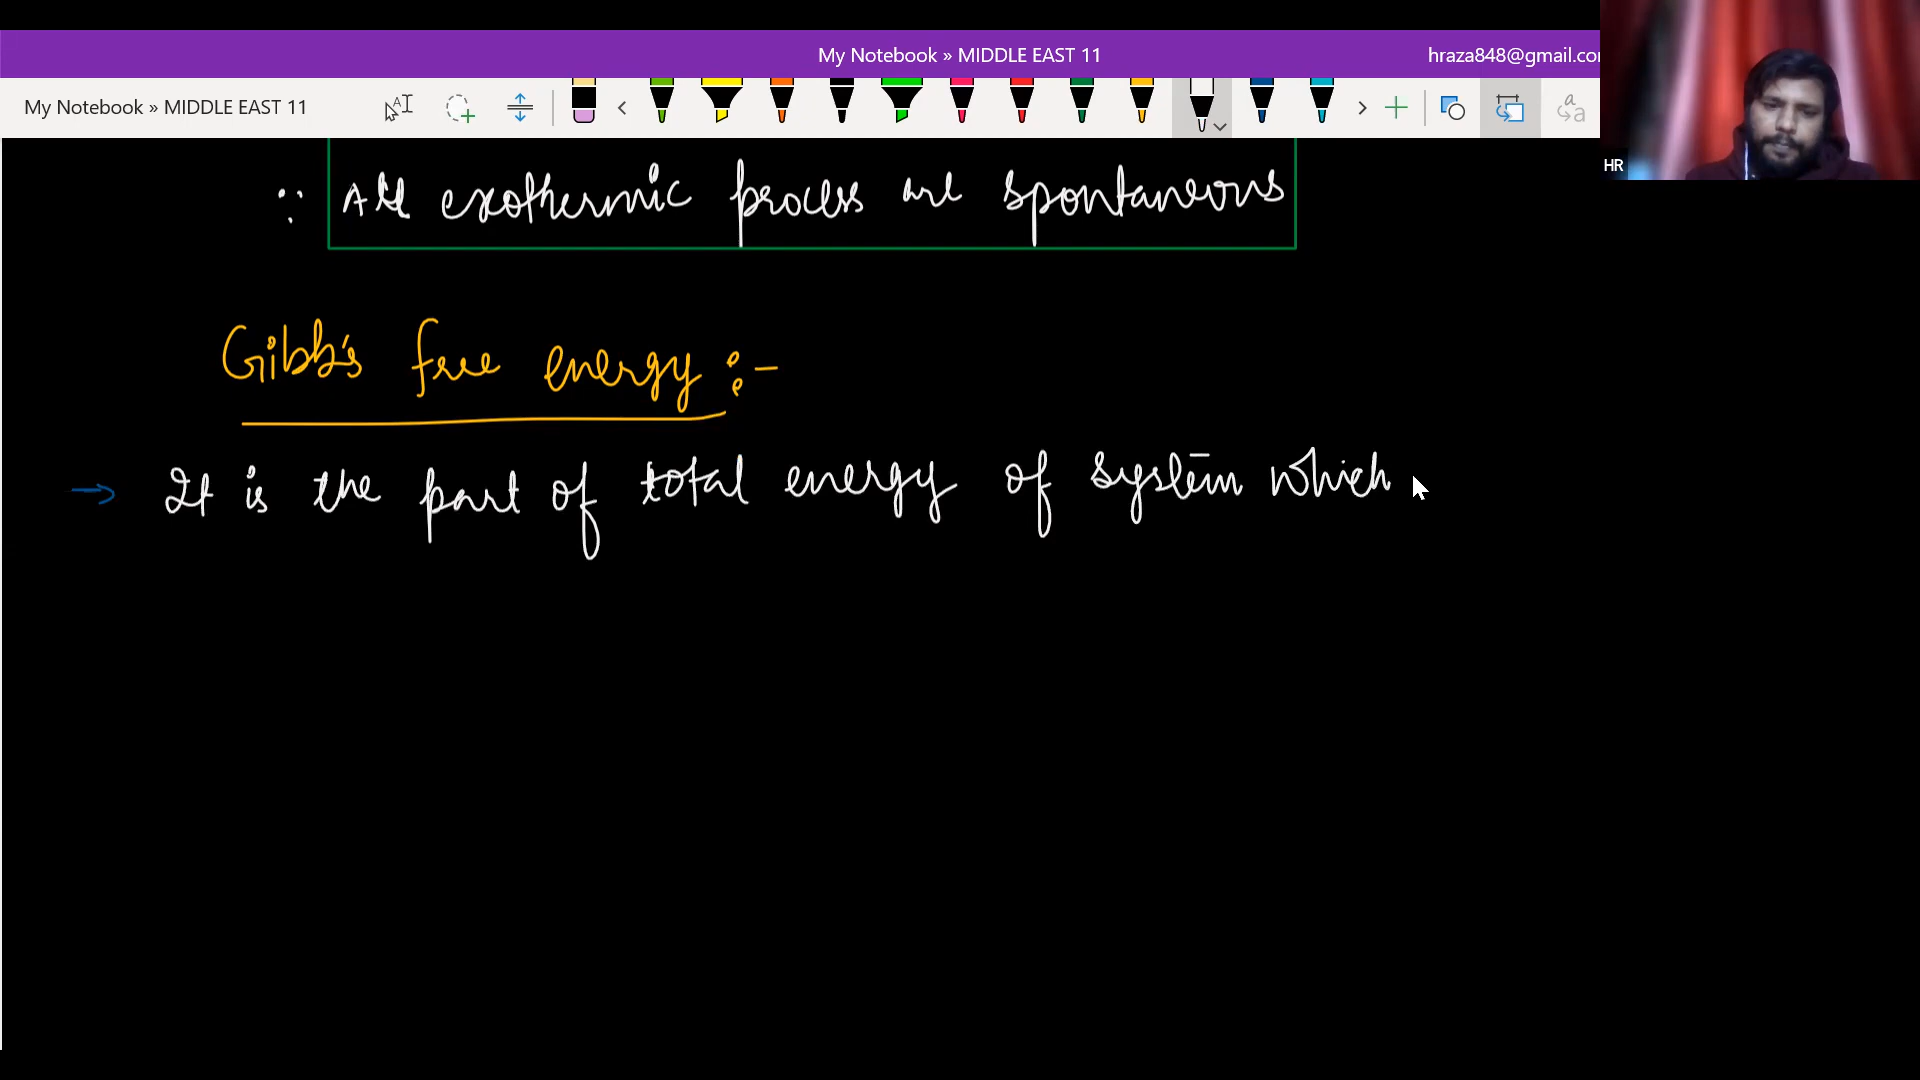 My Notebook » MIDDLE EAST 11
hraza848@gmail.co
My Notebook » MIDDLE EAST 11
HR
∵ All exothermic process are spontaneous
Gibb's free energy :-
→ It is the part of total energy of system which